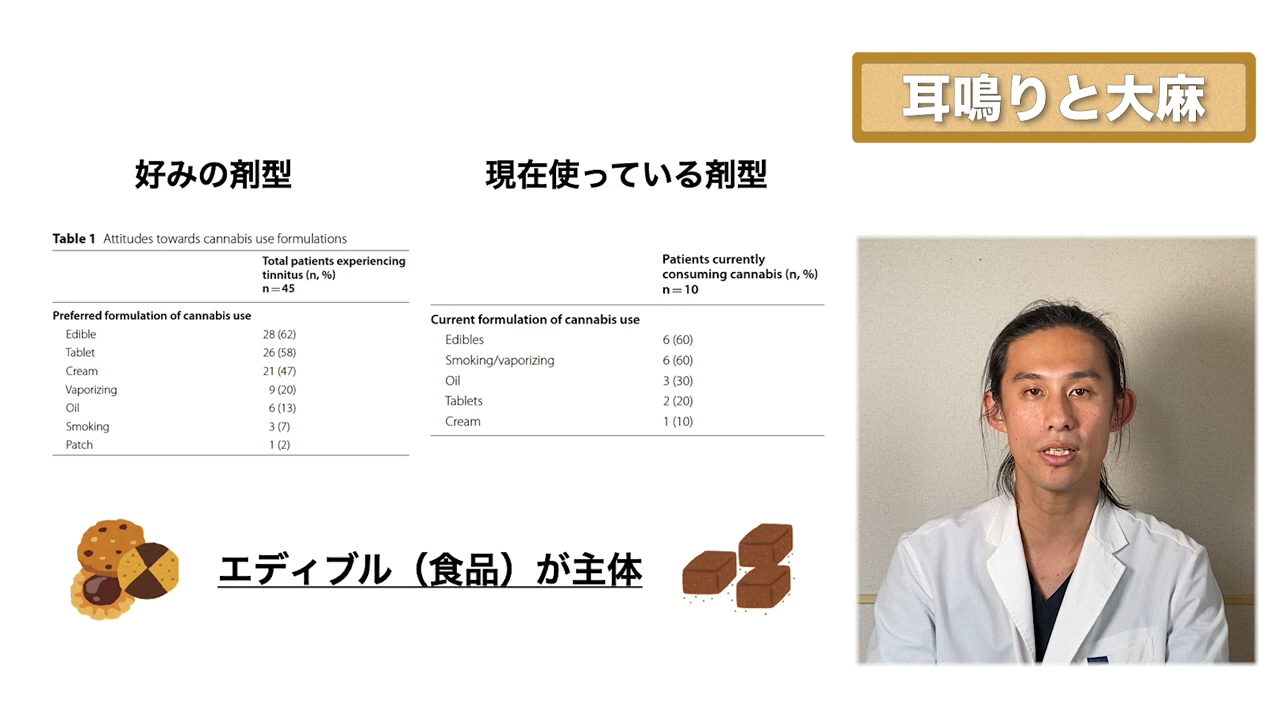 耳鳴りと大麻
好みの剤型
現在使っている剤型
Table 1 Attitudes towards cannabis use formulations
Total patients experiencing
tinnitus (n, %)
n=45
Preferred formulation of cannabis use
Edible 28 (62)
Tablet 26 (58)
Cream 21 (47)
Vaporizing 9 (20)
Oil 6 (13)
Smoking 3 (7)
Patch 1 (2)
Patients currently
consuming cannabis (n, %)
n=10
Current formulation of cannabis use
Edibles 6 (60)
Smoking/vaporizing 6 (60)
Oil 3 (30)
Tablets 2 (20)
Cream 1 (10)
エディブル（食品）が主体